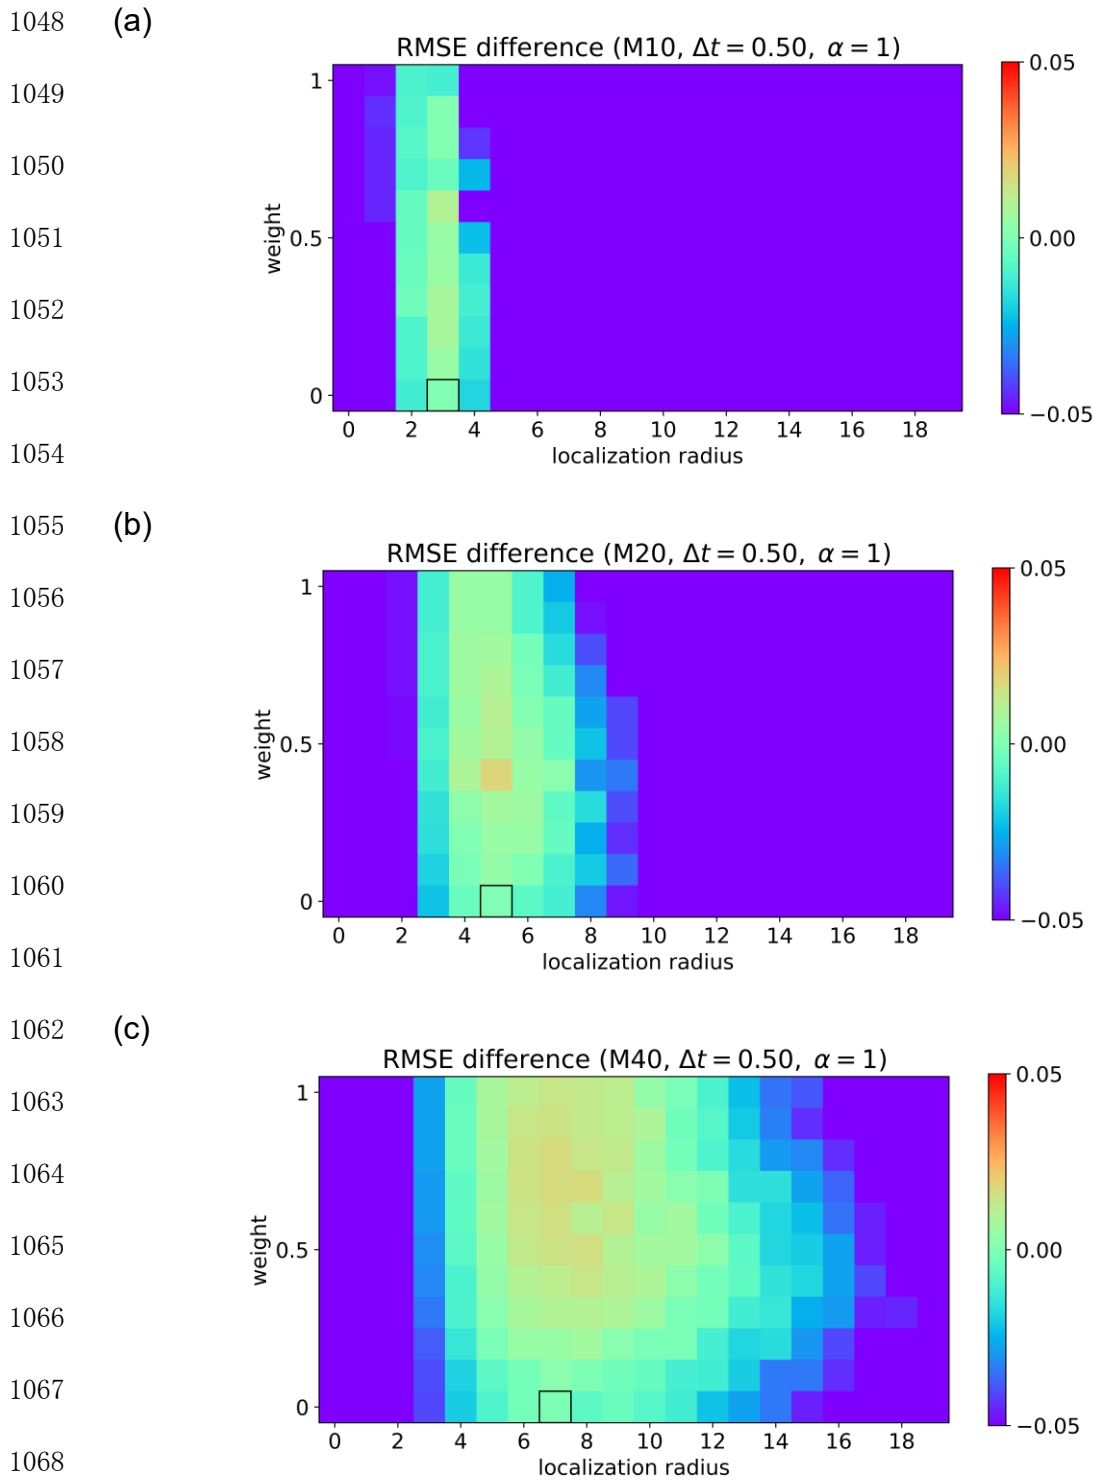 1048
(a)
RMSE difference (M10, Δt = 0.50, α = 1)
1049
1050
1051
1052
1053
1054
weight
1
0.5
0
0 2 4 6 8 10 12 14 16 18
localization radius
0.05
0.00
−0.05
1055
(b)
RMSE difference (M20, Δt = 0.50, α = 1)
1056
1057
1058
1059
1060
1061
weight
1
0.5
0
0 2 4 6 8 10 12 14 16 18
localization radius
0.05
0.00
−0.05
1062
(c)
RMSE difference (M40, Δt = 0.50, α = 1)
1063
1064
1065
1066
1067
1068
weight
1
0.5
0
0 2 4 6 8 10 12 14 16 18
localization radius
0.05
0.00
−0.05